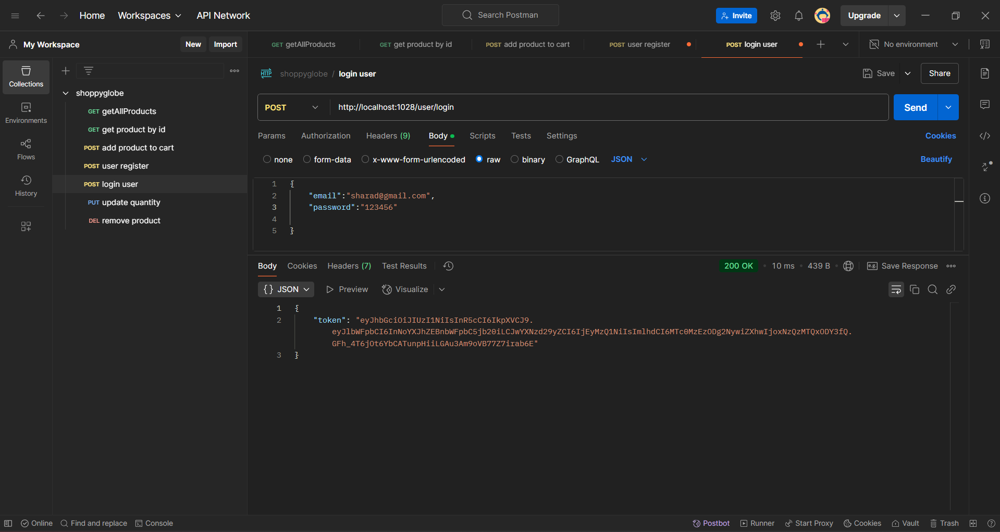 Home Workspaces API Network Search Postman Invite Upgrade
My Workspace New Import GET getAllProducts GET get product by id POST add product to cart POST user register POST login user No environment
Collections
Environments
Flows
History
shoppyglobe
GET getAllProducts
GET get product by id
POST add product to cart
POST user register
POST login user
PUT update quantity
DEL remove product
HTTP shoppyglobe / login user Save Share
POST http://localhost:1028/user/login Send
Params Authorization Headers (9) Body Scripts Tests Settings Cookies
none form-data x-www-form-urlencoded raw binary GraphQL JSON Beautify
1 {
2 "email":"sharad@gmail.com",
3 "password":"123456"
4
5 }
Body Cookies Headers (7) Test Results 200 OK • 10 ms • 439 B • e.g. Save Response
{} JSON Preview Visualize
1 {
2 "token": "eyJhbGciOiJIUzI1NiIsInR5cCI6IkpXVCJ9.
eyJlbWFpbCI6InNoYXJhZEBnbWFpbC5jb20iLCJwYXNzd29yZCI6IjEyMzQ1NiIsImlhdCI6MTc0MzEzODg2NywiZXhwIjoxNzQzMTQxODY3fQ.
GFh_4T6jOt6YbCATunpHiiLGAu3Am9oVB77Z7irab6E"
3 }
Online Find and replace Console Postbot Runner Start Proxy Cookies Vault Trash